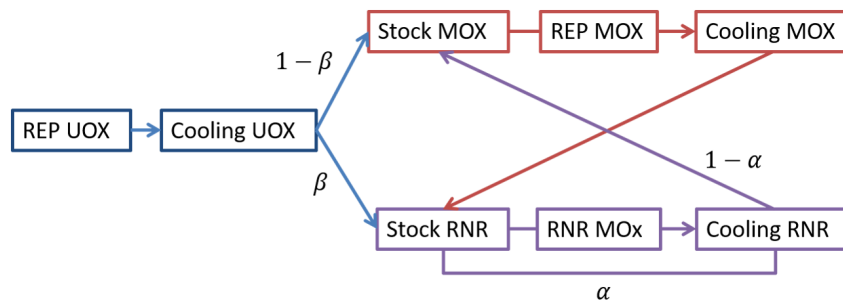 Stock MOX
REP MOX
Cooling MOX
1 − β
REP UOX
Cooling UOX
1 − α
β
Stock RNR
RNR MOx
Cooling RNR
α